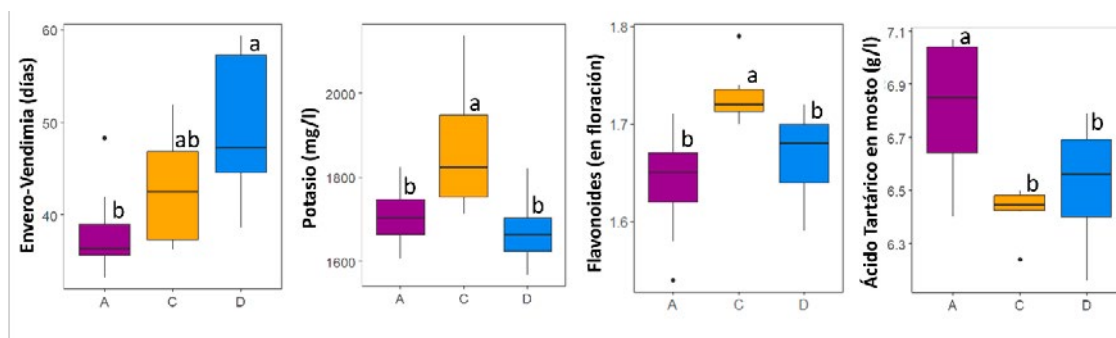 Envero-Vendimia (días)
60
50
40
a
ab
b
A
C
D
Potasio (mg/l)
2000
1800
1600
b
a
b
A
C
D
Flavonoides (en floración)
1.8
1.7
1.6
b
a
b
A
C
D
Ácido Tartárico en mosto (g/l)
7.1
6.9
6.7
6.5
6.3
a
b
b
A
C
D